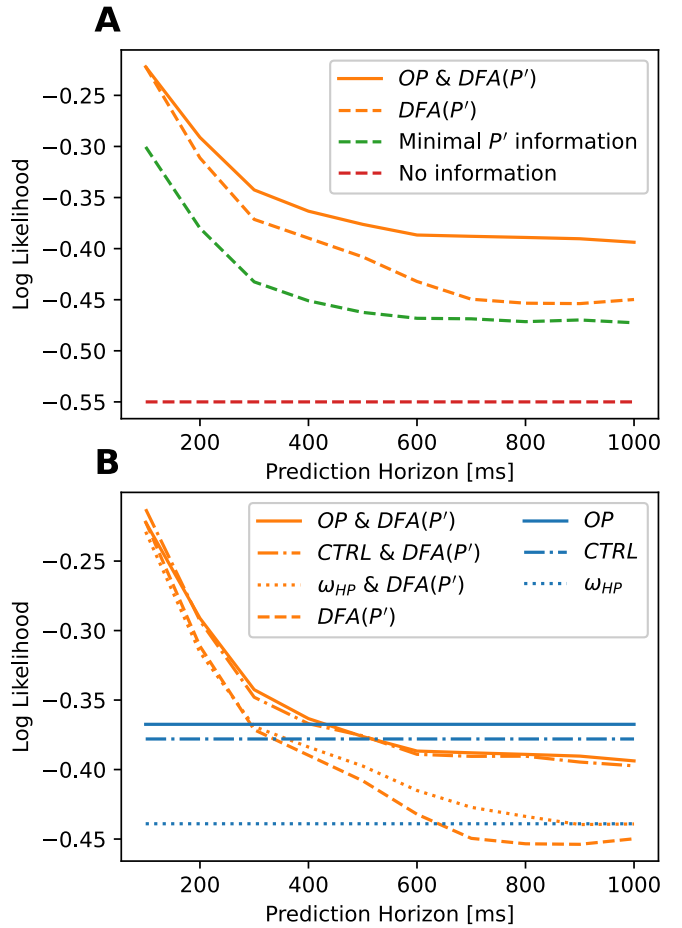 A
−0.25
−0.30
−0.35
−0.40
−0.45
−0.50
−0.55
Log Likelihood
OP & DFA(P′)
DFA(P′)
Minimal P′ information
No information
200 400 600 800 1000
Prediction Horizon [ms]
B
−0.25
−0.30
−0.35
−0.40
−0.45
Log Likelihood
OP & DFA(P′)
CTRL & DFA(P′)
ω_HP & DFA(P′)
DFA(P′)
OP
CTRL
ω_HP
200 400 600 800 1000
Prediction Horizon [ms]